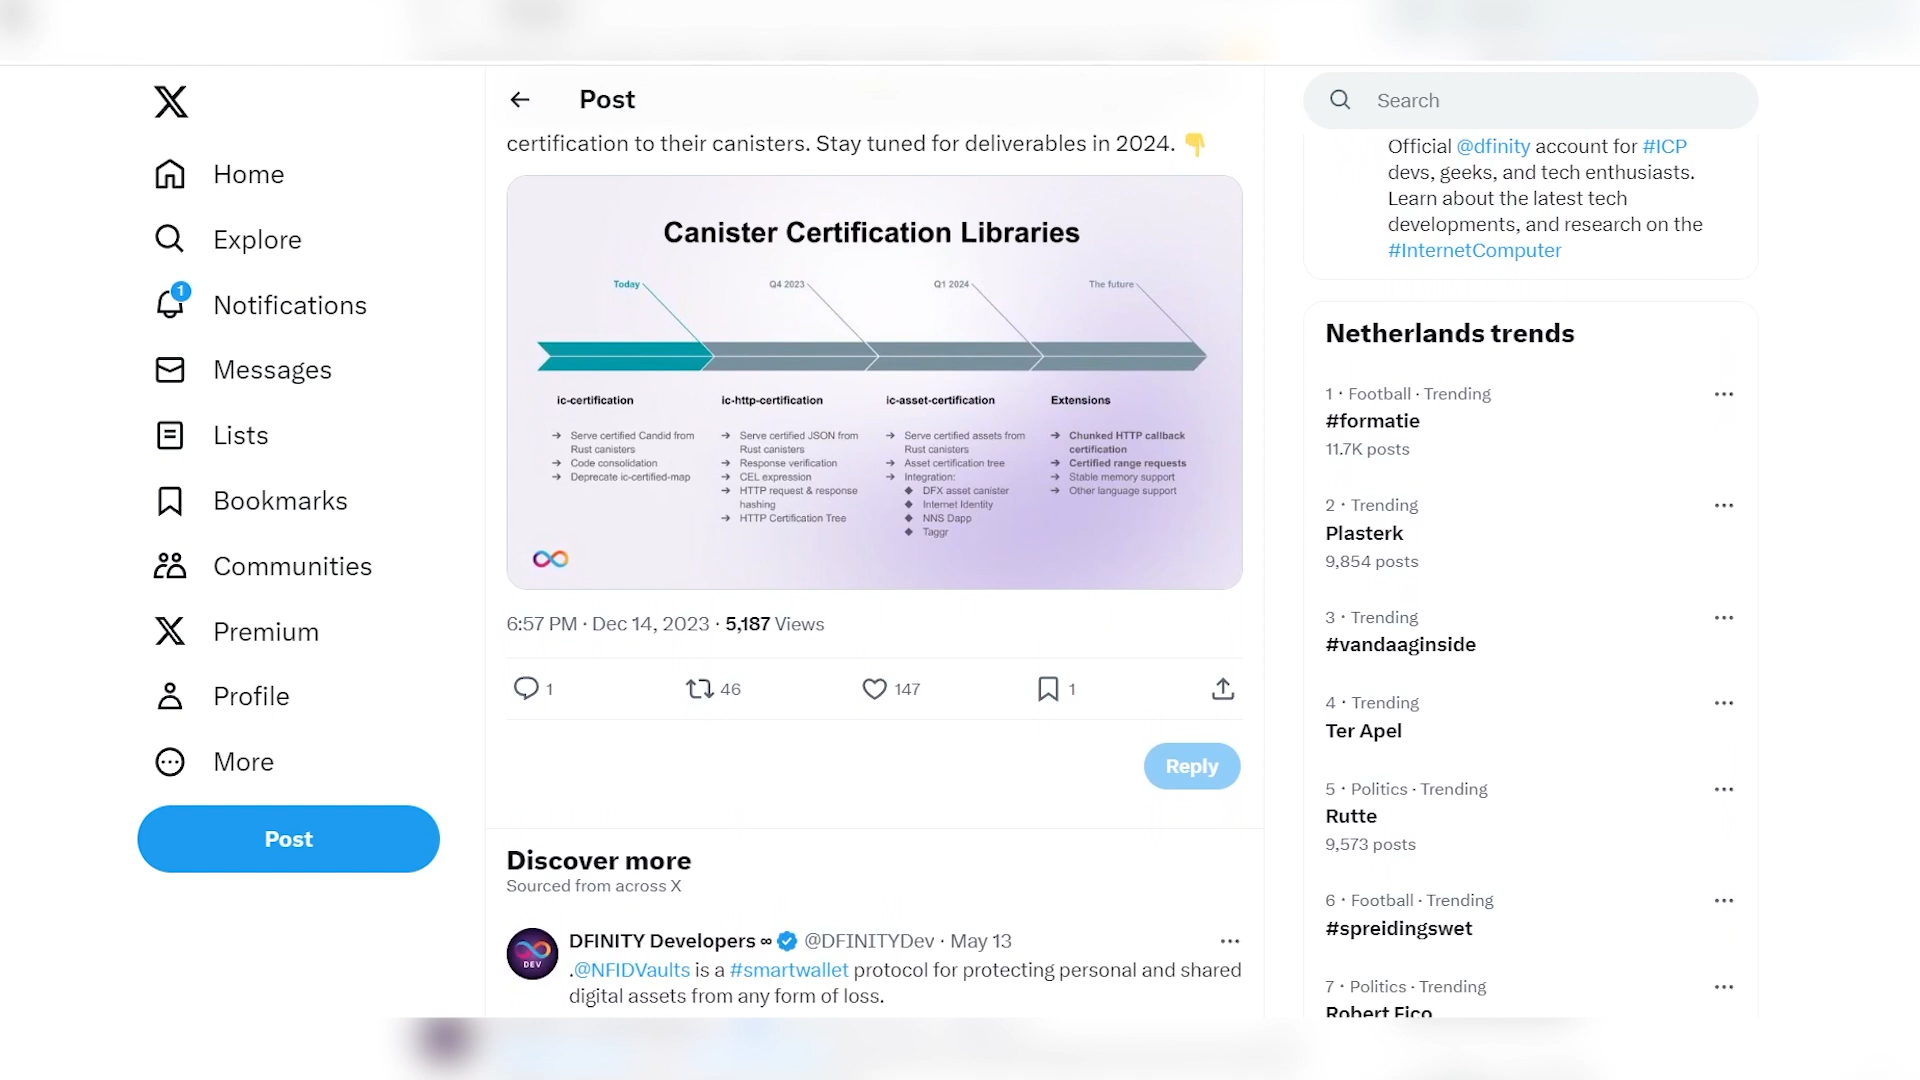 Home
Explore
1
Notifications
Messages
Lists
Bookmarks
Communities
Premium
Profile
More
Post
Post
certification to their canisters. Stay tuned for deliverables in 2024. 👇
Canister Certification Libraries
Today
Q4 2023
Q1 2024
The future
ic-certification
→ Serve certified Candid from
Rust canisters
→ Code consolidation
→ Deprecate ic-certified-map
ic-http-certification
→ Serve certified JSON from
Rust canisters
→ Response verification
→ CEL expression
→ HTTP request & response
hashing
→ HTTP Certification Tree
ic-asset-certification
→ Serve certified assets from
Rust canisters
→ Asset certification tree
→ Integration:
◆ DFX asset canister
◆ Internet Identity
◆ NNS Dapp
◆ Taggr
Extensions
→ Chunked HTTP callback
certification
→ Certified range requests
→ Stable memory support
→ Other language support
6:57 PM · Dec 14, 2023 · 5,187 Views
1 46 147 1
Reply
Discover more
Sourced from across X
DEV
DFINITY Developers ∞ @DFINITYDev · May 13
.@NFIDVaults is a #smartwallet protocol for protecting personal and shared
digital assets from any form of loss.
Search
Official @dfinity account for #ICP
devs, geeks, and tech enthusiasts.
Learn about the latest tech
developments, and research on the
#InternetComputer
Netherlands trends
1 · Football · Trending
#formatie
11.7K posts
2 · Trending
Plasterk
9,854 posts
3 · Trending
#vandaaginside
4 · Trending
Ter Apel
5 · Politics · Trending
Rutte
9,573 posts
6 · Football · Trending
#spreidingswet
7 · Politics · Trending
Robert Fico